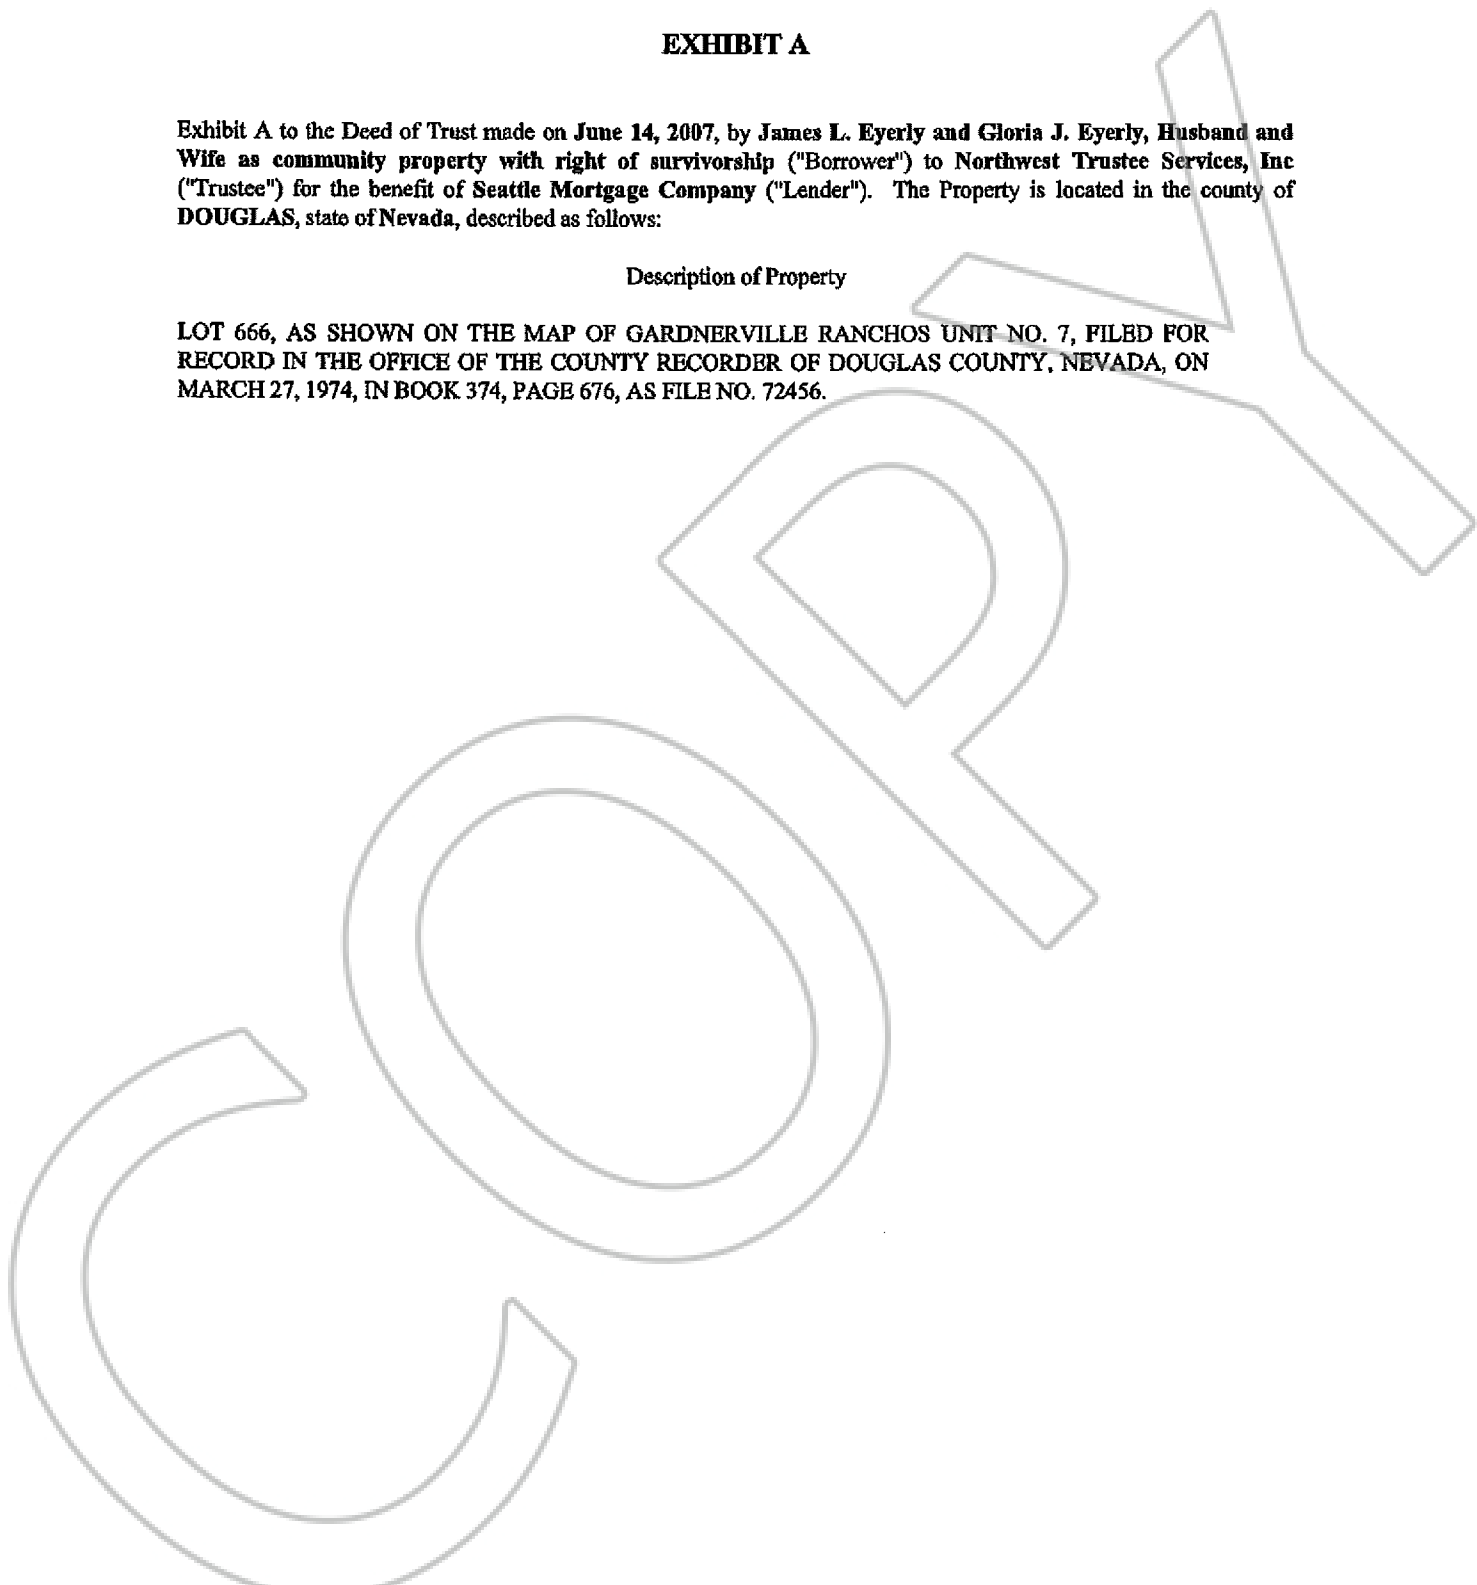 EXHIBIT A
Exhibit A to the Deed of Trust made on June 14, 2007, by James L. Eyerly and Gloria J. Eyerly, Husband and
Wife as community property with right of survivorship ("Borrower") to Northwest Trustee Services, Inc
("Trustee") for the benefit of Seattle Mortgage Company ("Lender"). The Property is located in the county of
DOUGLAS, state of Nevada, described as follows:
Description of Property
LOT 666, AS SHOWN ON THE MAP OF GARDNERVILLE RANCHOS UNIT NO. 7, FILED FOR
RECORD IN THE OFFICE OF THE COUNTY RECORDER OF DOUGLAS COUNTY, NEVADA, ON
MARCH 27, 1974, IN BOOK 374, PAGE 676, AS FILE NO. 72456.
COPY